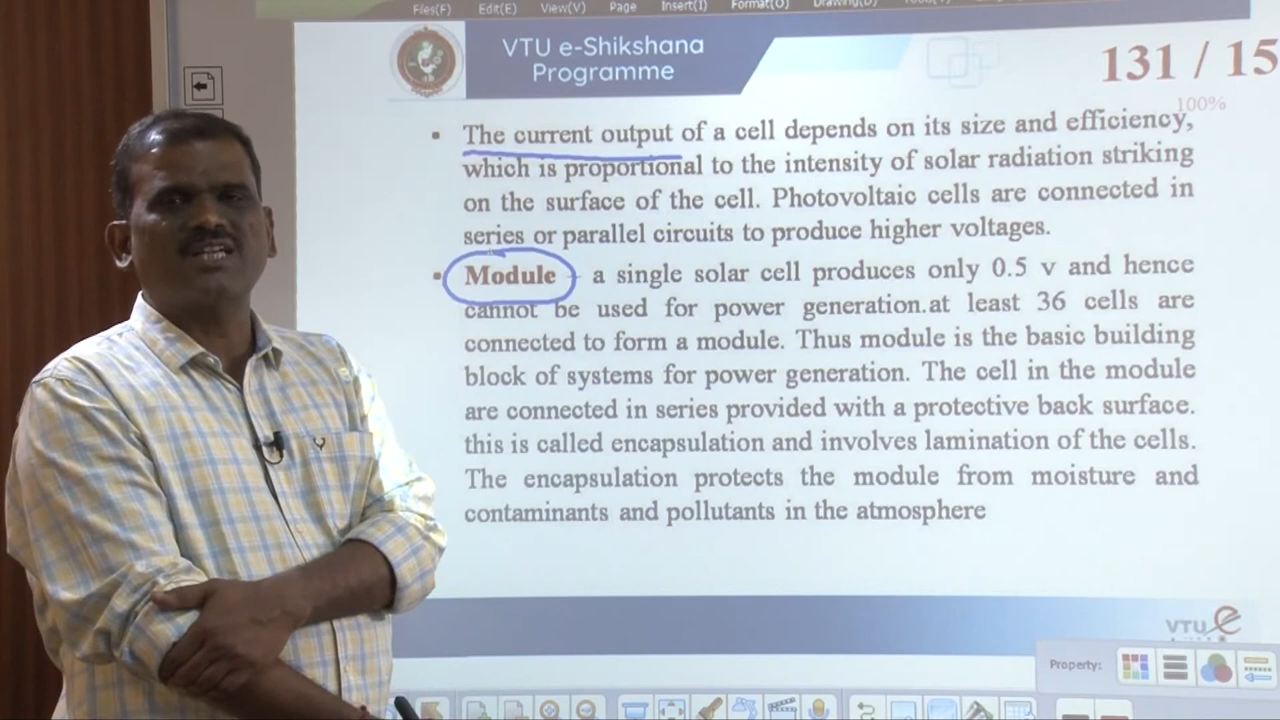 Files(F) Edit(E) View(V) Page Insert(I) Format(O) Drawing(D)
VTU e-Shikshana
Programme
131 / 15
100%
▪ The current output of a cell depends on its size and efficiency,
which is proportional to the intensity of solar radiation striking
on the surface of the cell. Photovoltaic cells are connected in
series or parallel circuits to produce higher voltages.
▪ Module – a single solar cell produces only 0.5 v and hence
cannot be used for power generation.at least 36 cells are
connected to form a module. Thus module is the basic building
block of systems for power generation. The cell in the module
are connected in series provided with a protective back surface.
this is called encapsulation and involves lamination of the cells.
The encapsulation protects the module from moisture and
contaminants and pollutants in the atmosphere
VTU e
Property: